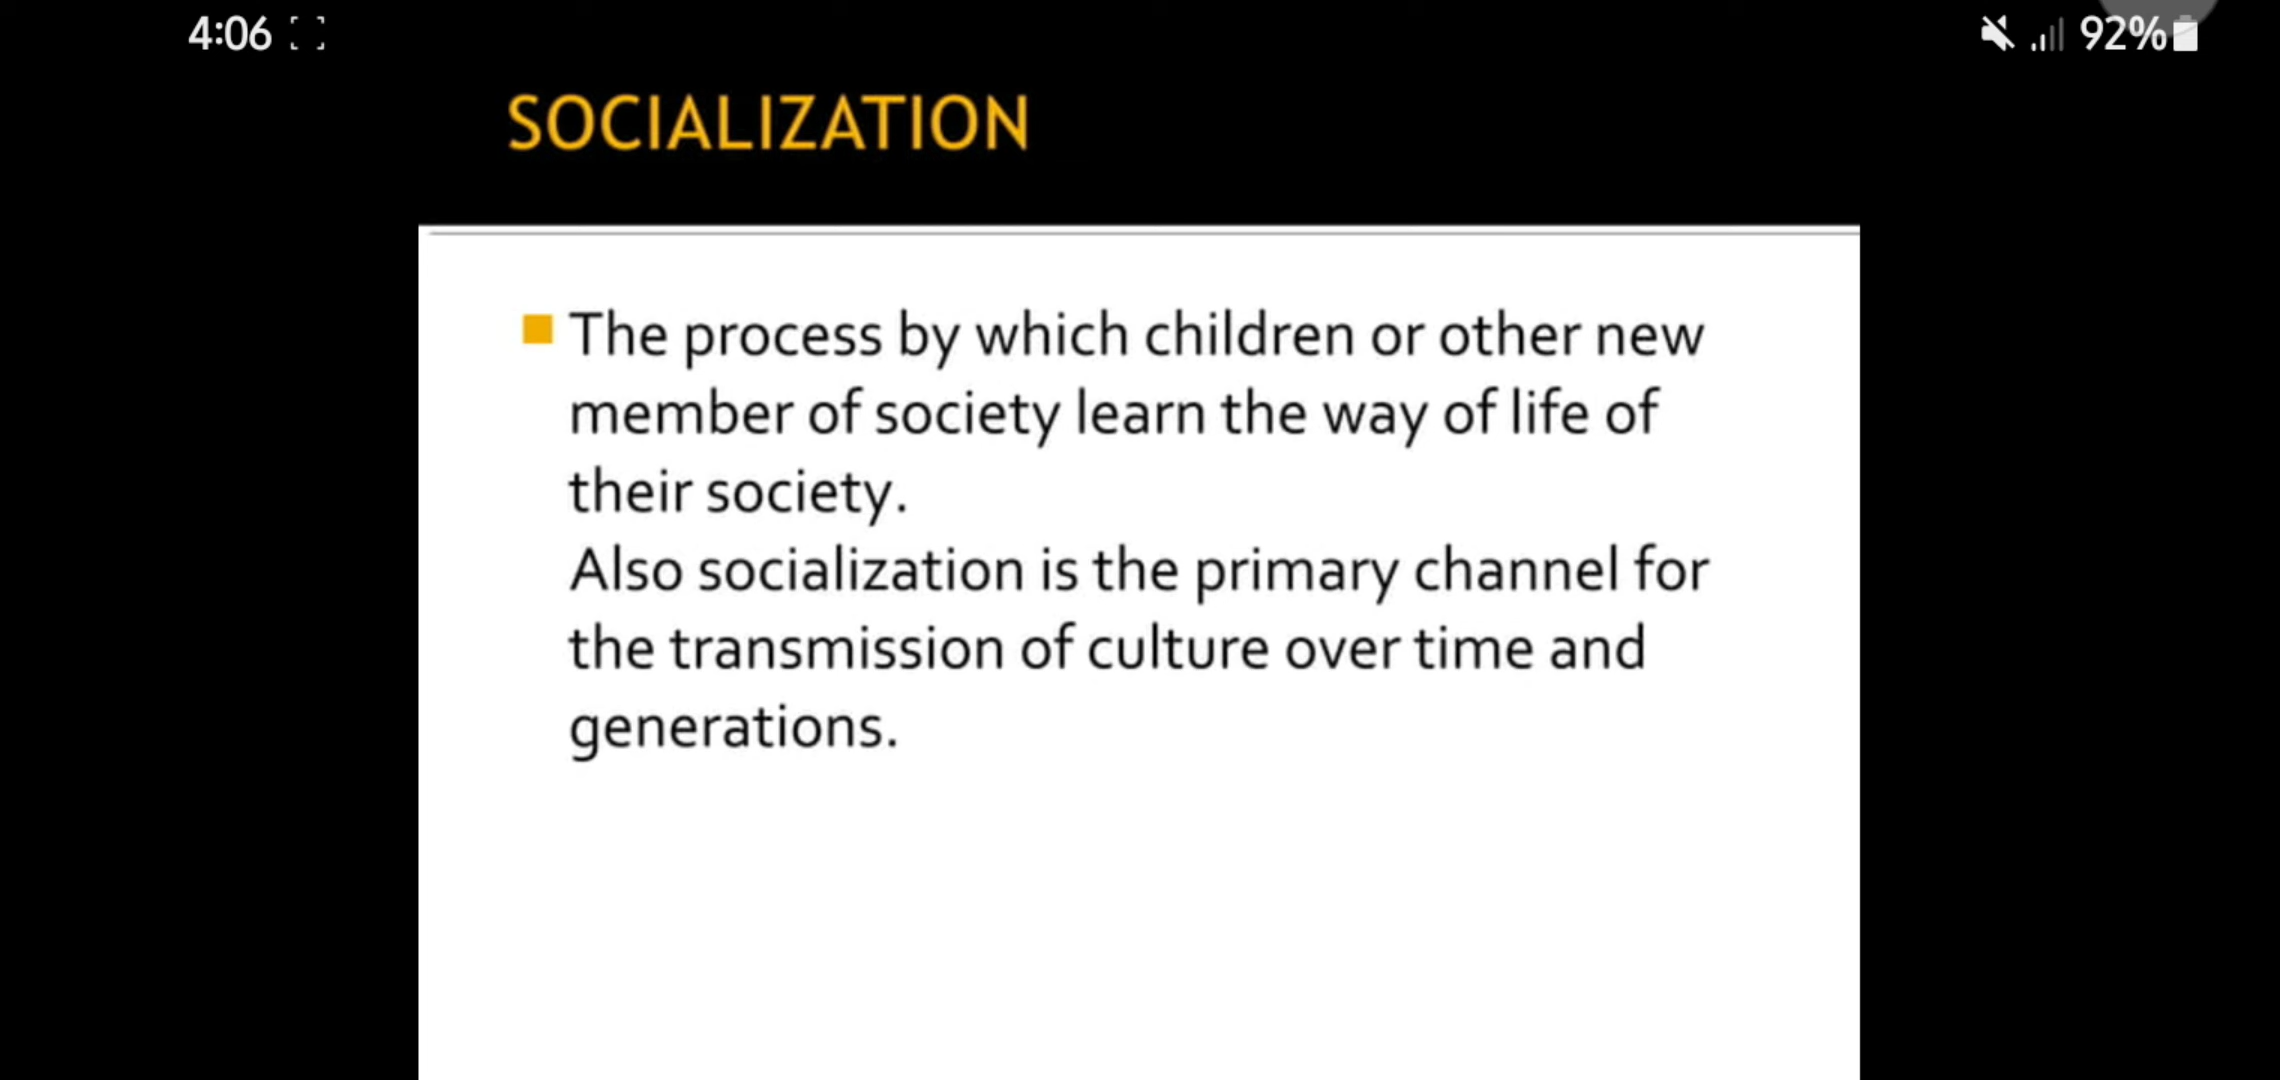 4:06
92%
SOCIALIZATION
The process by which children or other new
member of society learn the way of life of
their society.
Also socialization is the primary channel for
the transmission of culture over time and
generations.